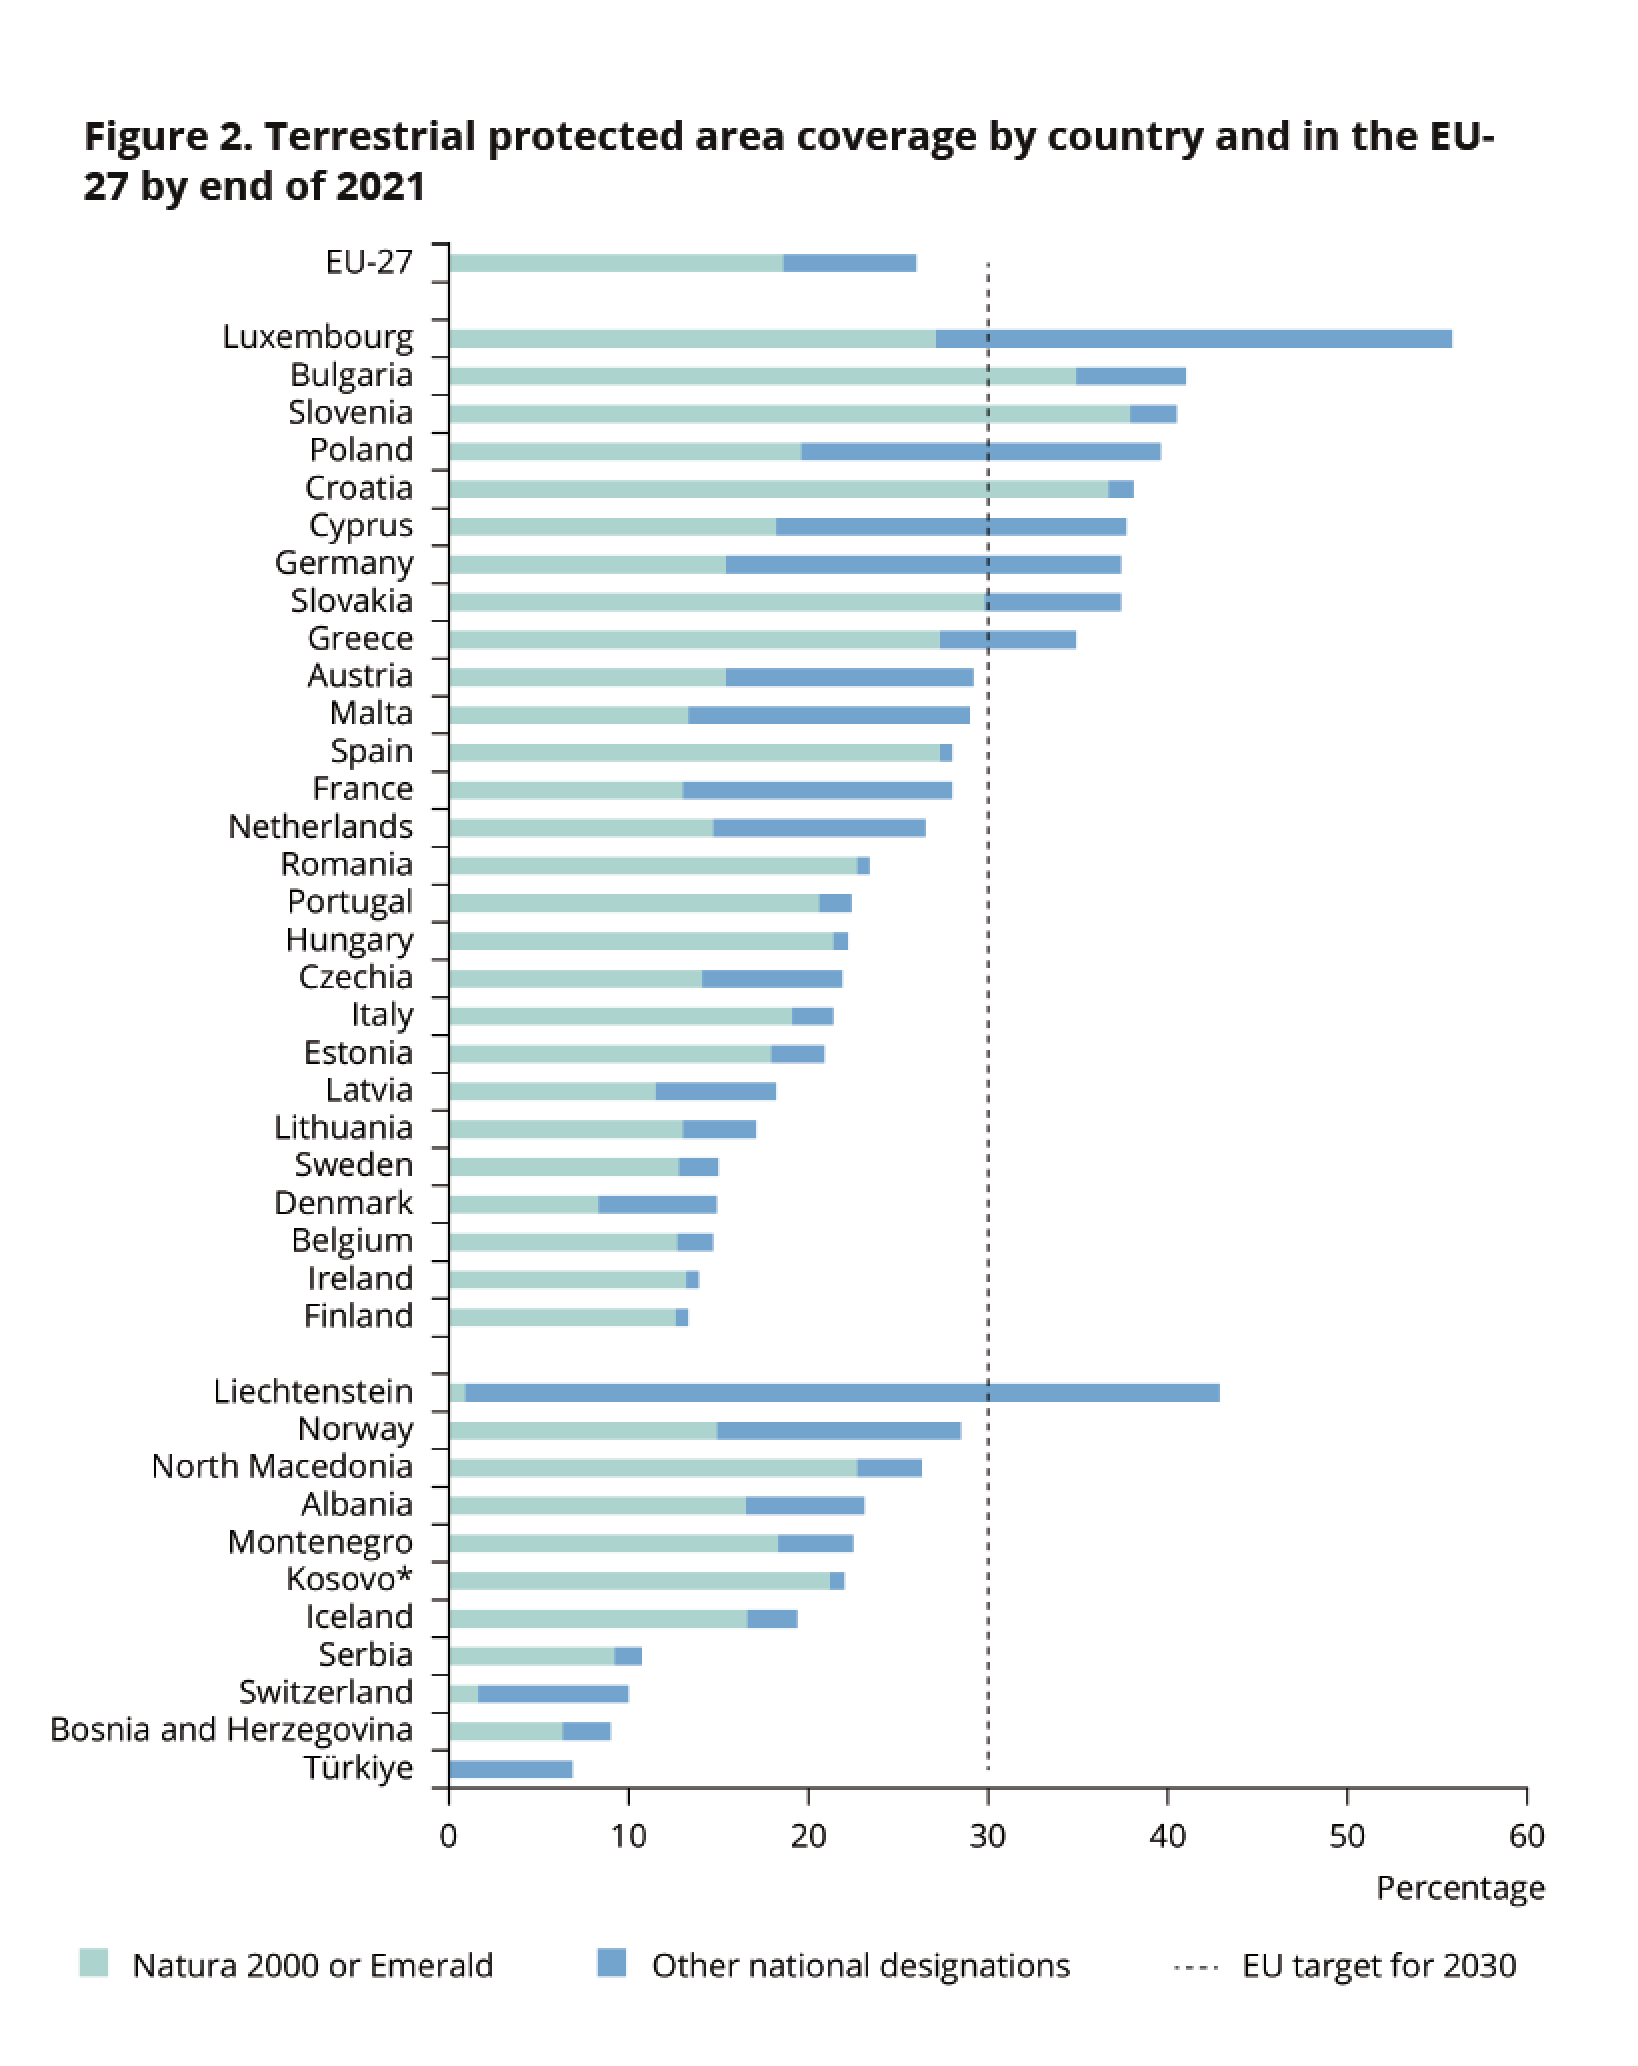 Figure 2. Terrestrial protected area coverage by country and in the EU-
27 by end of 2021
EU-27
Luxembourg
Bulgaria
Slovenia
Poland
Croatia
Cyprus
Germany
Slovakia
Greece
Austria
Malta
Spain
France
Netherlands
Romania
Portugal
Hungary
Czechia
Italy
Estonia
Latvia
Lithuania
Sweden
Denmark
Belgium
Ireland
Finland
Liechtenstein
Norway
North Macedonia
Albania
Montenegro
Kosovo*
Iceland
Serbia
Switzerland
Bosnia and Herzegovina
Türkiye
0 10 20 30 40 50 60
Percentage
Natura 2000 or Emerald Other national designations EU target for 2030